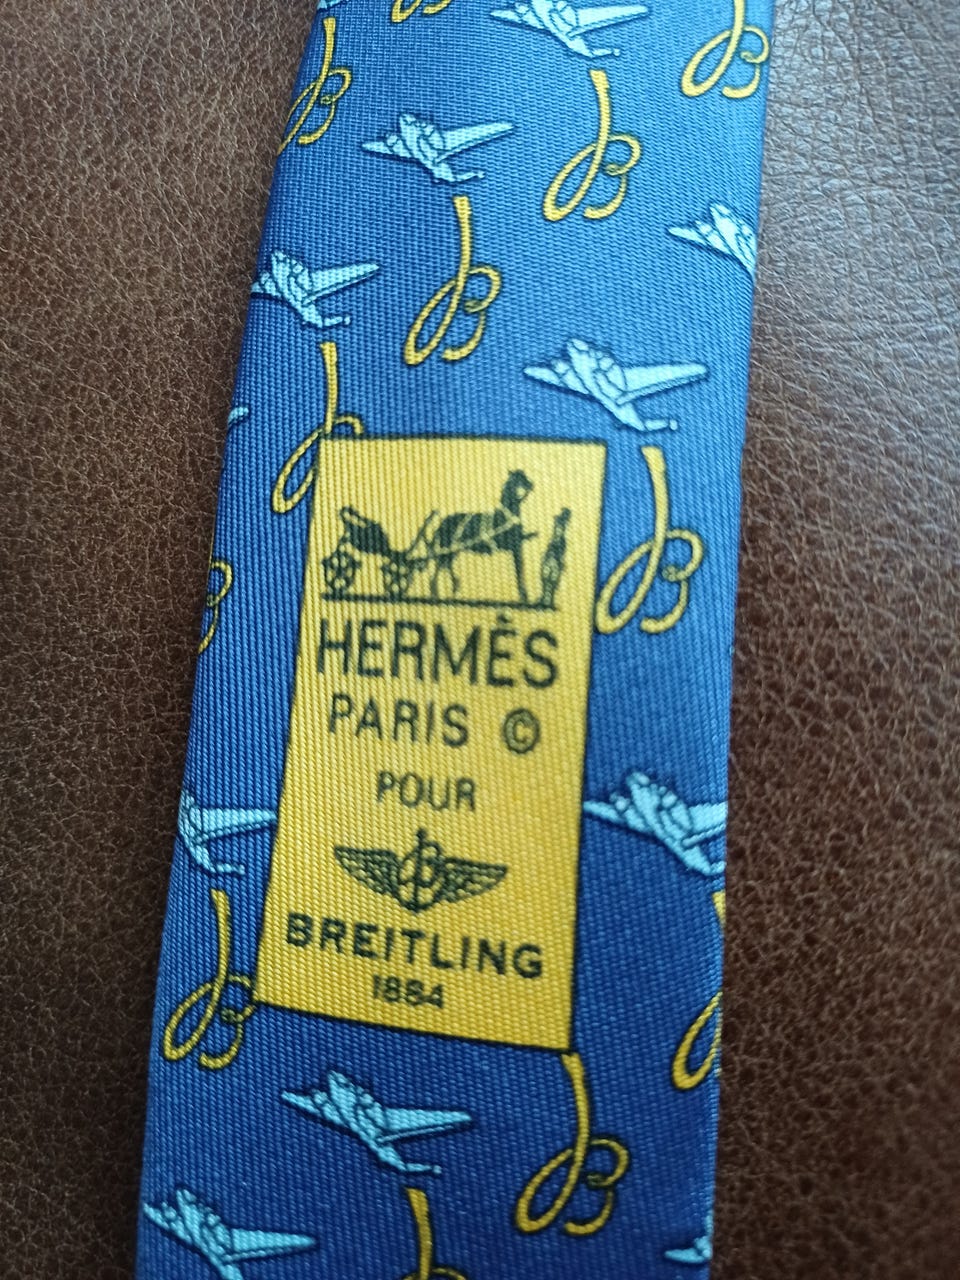 HERMÈS
PARIS ©
POUR
BREITLING
1884